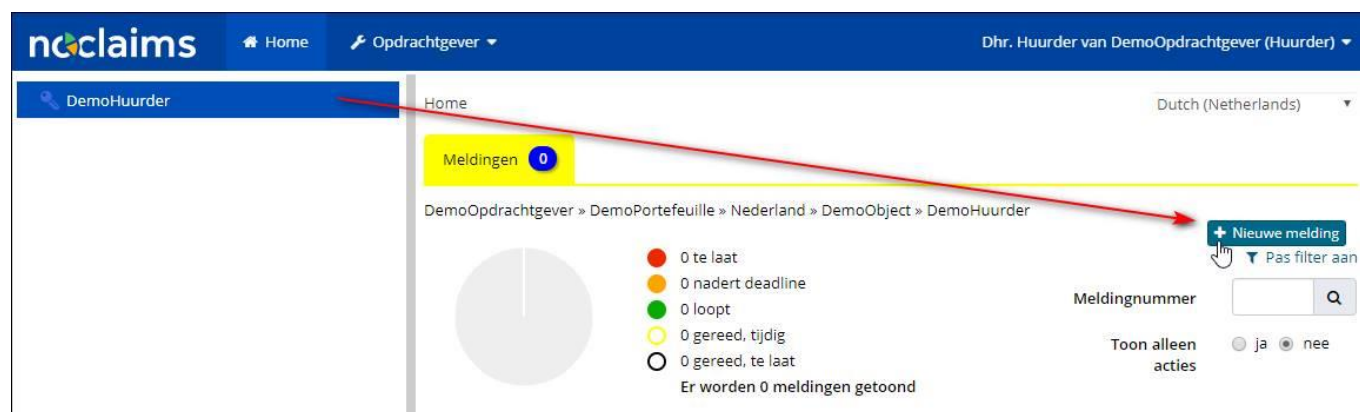 noclaims Home Opdrachtgever Dhr. Huurder van DemoOpdrachtgever (Huurder)
DemoHuurder
Home Dutch (Netherlands)
Meldingen 0
DemoOpdrachtgever » DemoPortefeuille » Nederland » DemoObject » DemoHuurder
+ Nieuwe melding
Pas filter aan
0 te laat
0 nadert deadline
0 loopt
0 gereed, tijdig
0 gereed, te laat
Er worden 0 meldingen getoond
Meldingnummer
Toon alleen acties ja nee